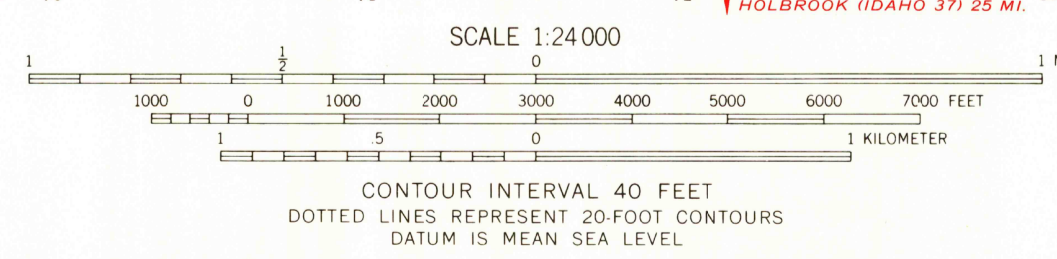 HOLBROOK (IDAHO 37) 25 MI.
SCALE 1:24 000
1 1/2 0 1
1000 0 1000 2000 3000 4000 5000 6000 7000 FEET
1 .5 0 1 KILOMETER
CONTOUR INTERVAL 40 FEET
DOTTED LINES REPRESENT 20-FOOT CONTOURS
DATUM IS MEAN SEA LEVEL